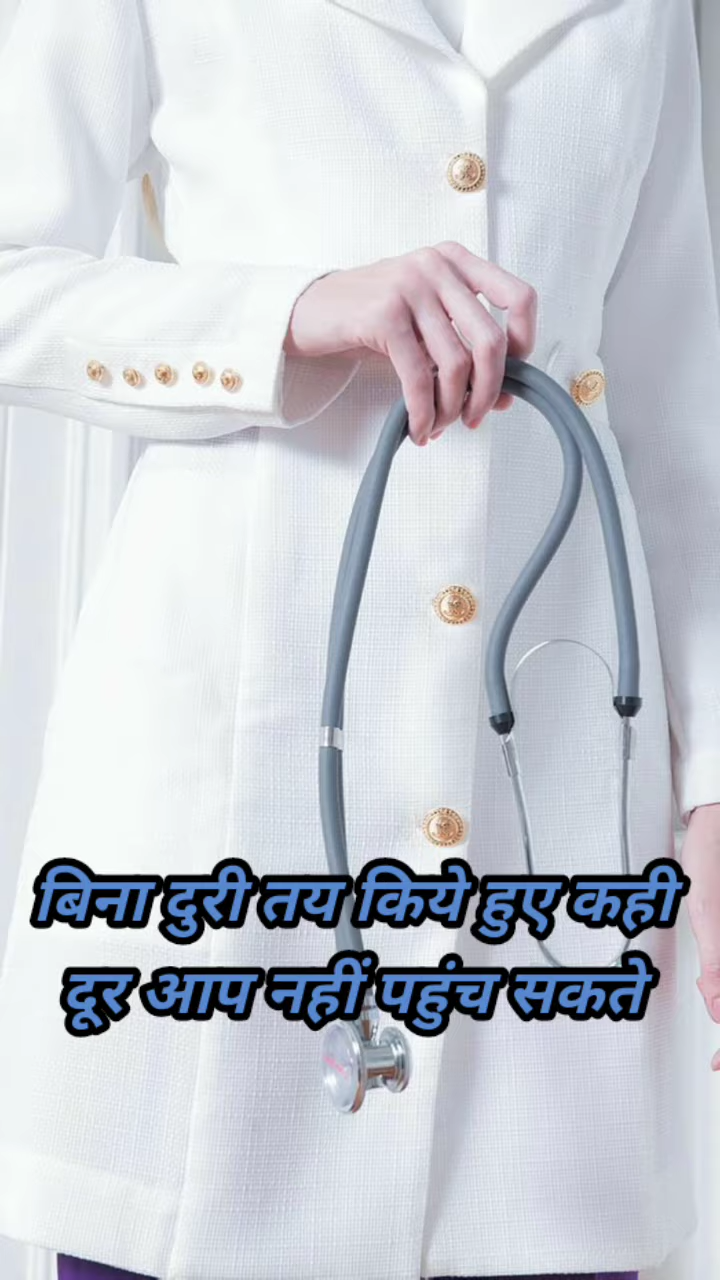 बिना दुरी तय किये हुए कही
दूर आप नहीं पहुंच सकते